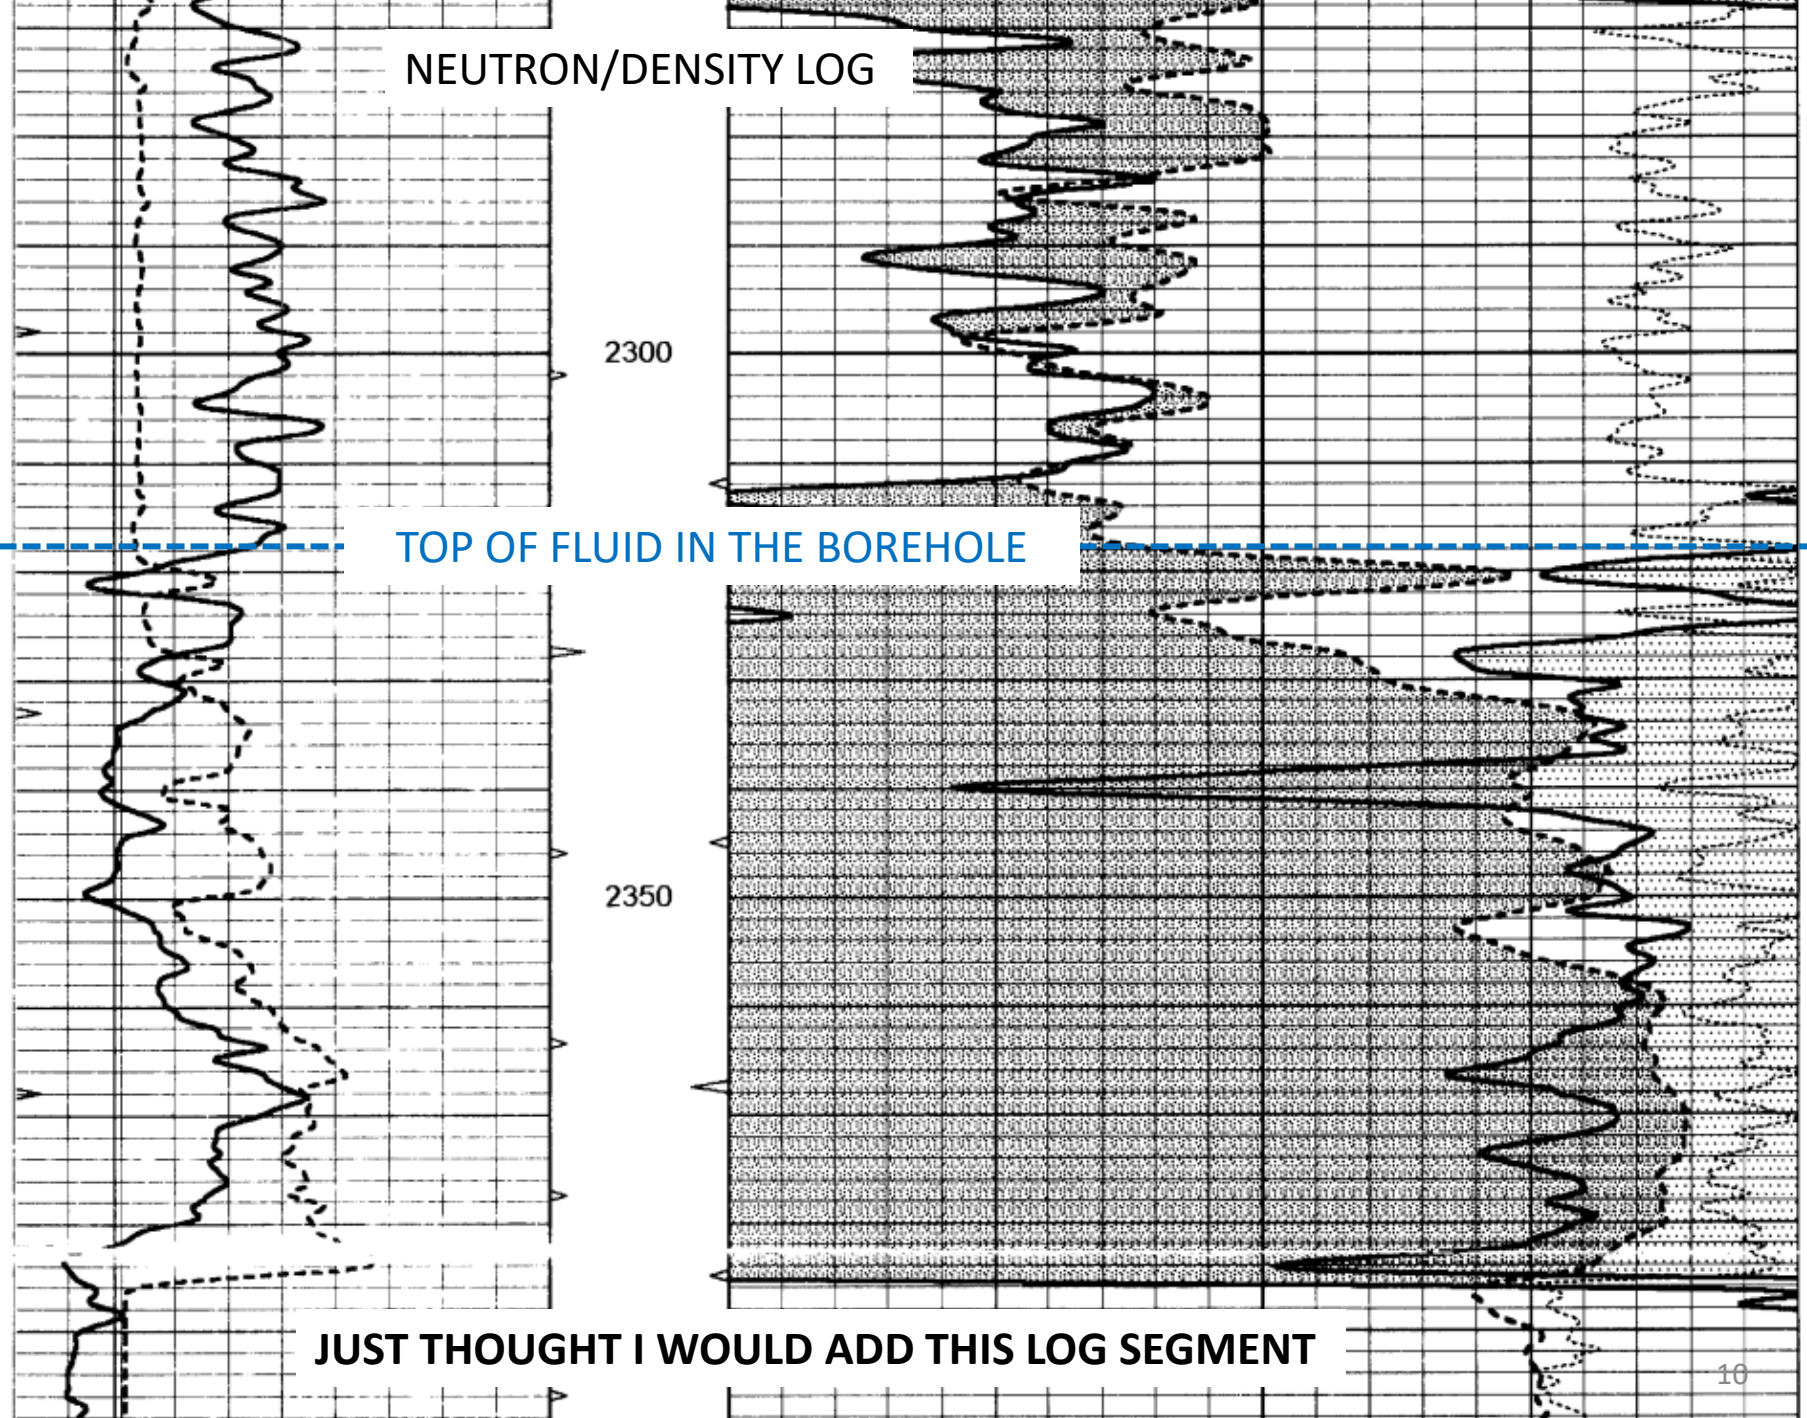 NEUTRON/DENSITY LOG
2300
TOP OF FLUID IN THE BOREHOLE
2350
JUST THOUGHT I WOULD ADD THIS LOG SEGMENT
10